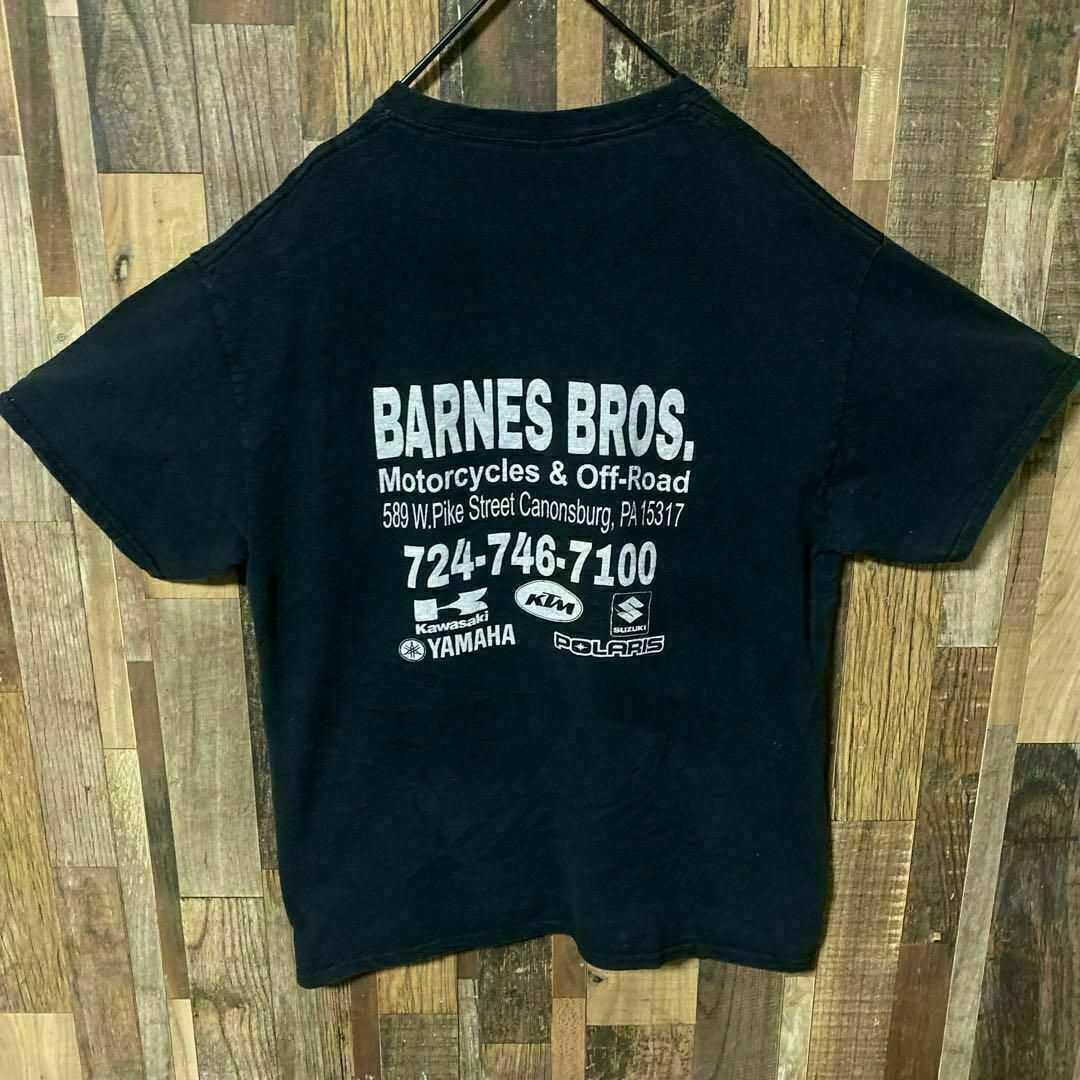 BARNES BROS.
Motorcycles & Off-Road
589 W.Pike Street Canonsburg, PA 15317
724-746-7100
Kawasaki
KTM
SUZUKI
YAMAHA
POLARIS